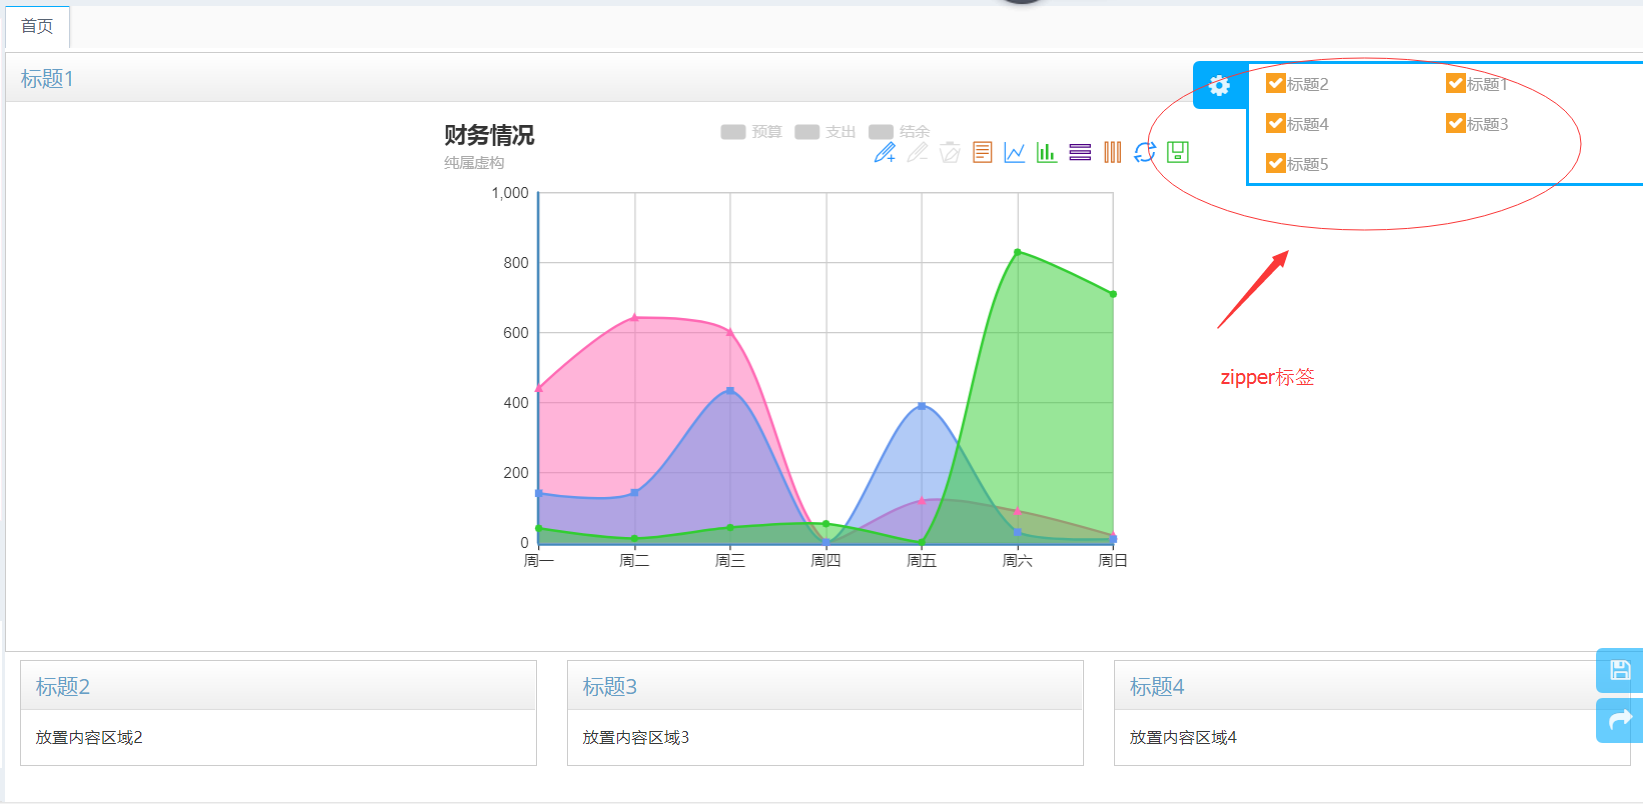 首页
标题1
标题2 标题1
标题4 标题3
标题5
财务情况
纯属虚构
预算 支出 结余
1,000
800
600
400
200
0
周一 周二 周三 周四 周五 周六 周日
zipper标签
标题2 标题3 标题4
放置内容区域2 放置内容区域3 放置内容区域4